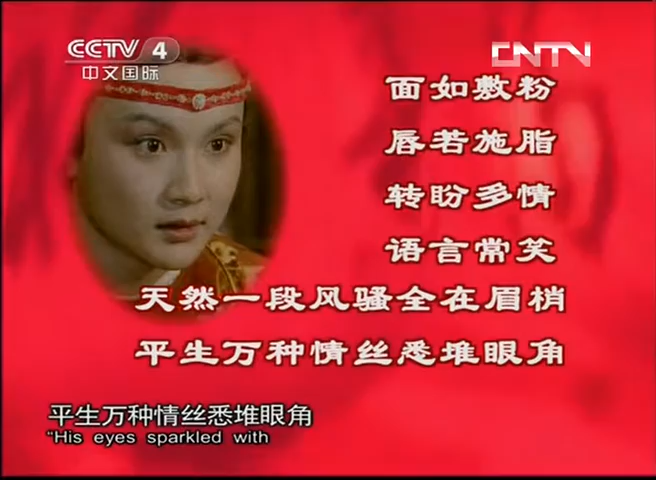 CCTV 4
中文国际
CNTV
面如敷粉
唇若施脂
转盼多情
语言常笑
天然一段风骚全在眉梢
平生万种情丝悉堆眼角
平生万种情丝悉堆眼角
"His eyes sparkled with